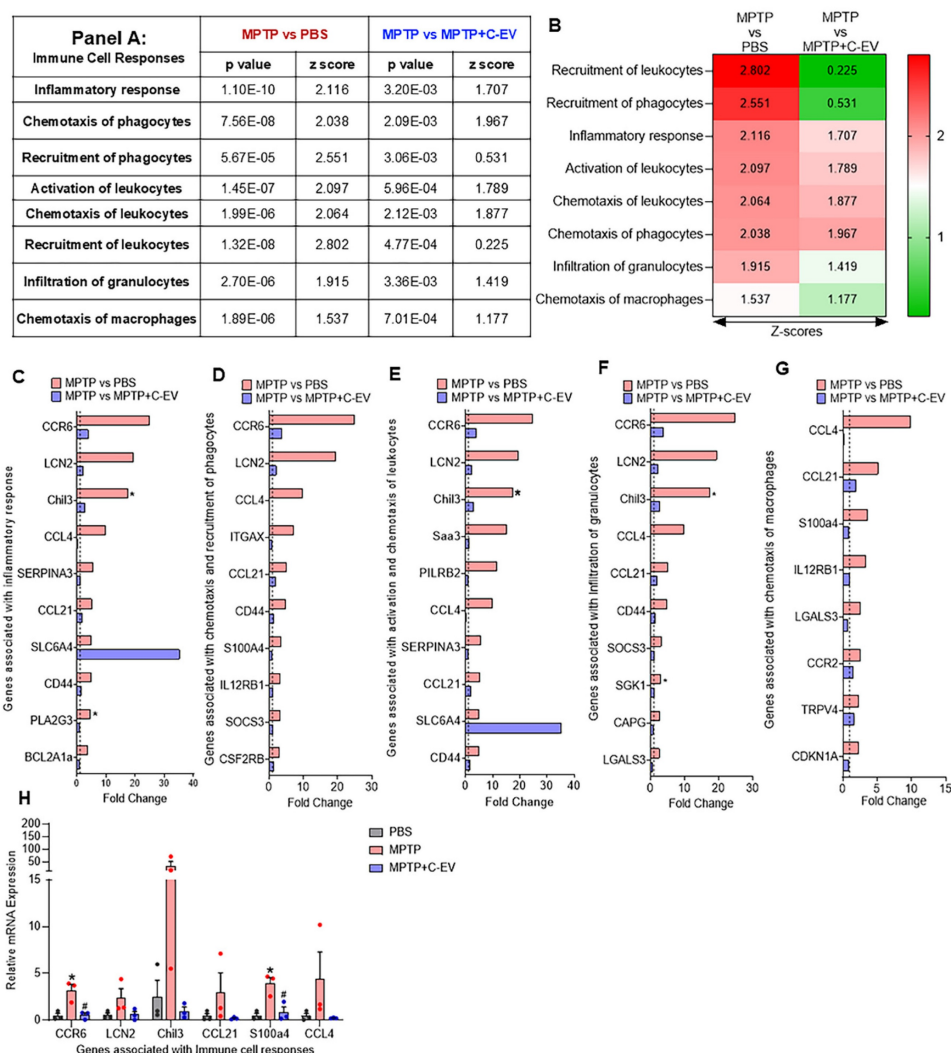 Panel A:
Immune Cell Responses
MPTP vs PBS
MPTP vs MPTP+C-EV
p value
z score
p value
z score
Inflammatory response 1.10E-10 2.116 3.20E-03 1.707
Chemotaxis of phagocytes 7.56E-08 2.038 2.09E-03 1.967
Recruitment of phagocytes 5.67E-05 2.551 3.06E-03 0.531
Activation of leukocytes 1.45E-07 2.097 5.96E-04 1.789
Chemotaxis of leukocytes 1.99E-06 2.064 2.12E-03 1.877
Recruitment of leukocytes 1.32E-08 2.802 4.77E-04 0.225
Infiltration of granulocytes 2.70E-06 1.915 3.36E-03 1.419
Chemotaxis of macrophages 1.89E-06 1.537 7.01E-04 1.177
B
MPTP
vs
PBS
MPTP
vs
MPTP+C-EV
Recruitment of leukocytes 2.802 0.225
Recruitment of phagocytes 2.551 0.531
Inflammatory response 2.116 1.707
Activation of leukocytes 2.097 1.789
Chemotaxis of leukocytes 2.064 1.877
Chemotaxis of phagocytes 2.038 1.967
Infiltration of granulocytes 1.915 1.419
Chemotaxis of macrophages 1.537 1.177
Z-scores
2
1
C
MPTP vs PBS
MPTP vs MPTP+C-EV
Genes associated with inflammatory response
CCR6
LCN2
Chil3
*
CCL4
SERPINA3
CCL21
SLC6A4
CD44
PLA2G3
*
BCL2A1a
0 10 20 30 40
Fold Change
D
MPTP vs PBS
MPTP vs MPTP+C-EV
Genes associated with chemotaxis and recruitment of phagocytes
CCR6
LCN2
CCL4
ITGAX
CCL21
CD44
S100A4
IL12RB1
SOCS3
CSF2RB
0 10 20 30
Fold Change
E
MPTP vs PBS
MPTP vs MPTP+C-EV
Genes associated with activation and chemotaxis of leukocytes
CCR6
LCN2
Chil3
*
Saa3
PILRB2
CCL4
SERPINA3
CCL21
SLC6A4
CD44
0 10 20 30 40
Fold Change
F
MPTP vs PBS
MPTP vs MPTP+C-EV
Genes associated with Infiltration of granulocytes
CCR6
LCN2
Chil3
*
CCL4
CCL21
CD44
SOCS3
SGK1
*
CAPG
LGALS3
0 10 20 30
Fold Change
G
MPTP vs PBS
MPTP vs MPTP+C-EV
Genes associated with chemotaxis of macrophages
CCL4
CCL21
S100a4
IL12RB1
LGALS3
CCR2
TRPV4
CDKN1A
0 5 10 15
Fold Change
H
Relative mRNA Expression
200
150
100
50
15
10
5
0
PBS
MPTP
MPTP+C-EV
*
#
*
#
CCR6 LCN2 Chil3 CCL21 S100a4 CCL4
Genes associated with Immune cell responses